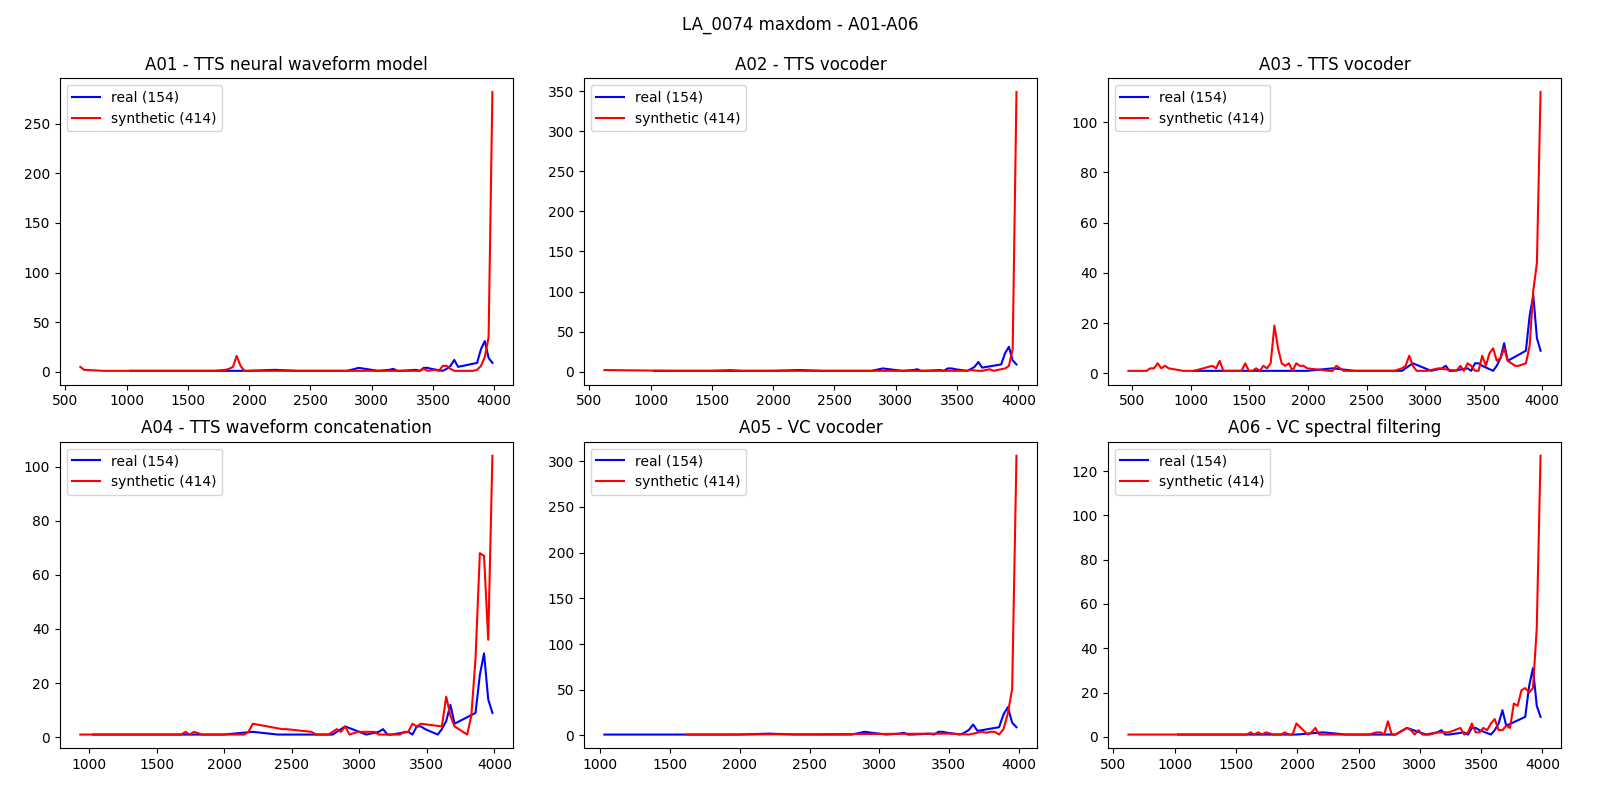 LA_0074 maxdom - A01-A06
A01 - TTS neural waveform model
real (154)
synthetic (414)
250
200
150
100
50
0
500 1000 1500 2000 2500 3000 3500 4000
A02 - TTS vocoder
real (154)
synthetic (414)
350
300
250
200
150
100
50
0
500 1000 1500 2000 2500 3000 3500 4000
A03 - TTS vocoder
real (154)
synthetic (414)
100
80
60
40
20
0
500 1000 1500 2000 2500 3000 3500 4000
A04 - TTS waveform concatenation
real (154)
synthetic (414)
100
80
60
40
20
0
1000 1500 2000 2500 3000 3500 4000
A05 - VC vocoder
real (154)
synthetic (414)
300
250
200
150
100
50
0
1000 1500 2000 2500 3000 3500 4000
A06 - VC spectral filtering
real (154)
synthetic (414)
120
100
80
60
40
20
0
500 1000 1500 2000 2500 3000 3500 4000